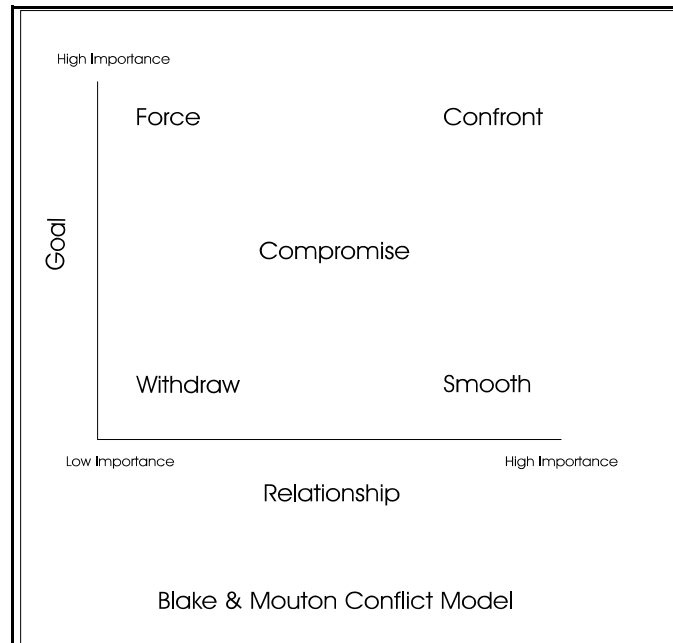 High Importance
Force
Confront
Goal
Compromise
Withdraw
Smooth
Low Importance
High Importance
Relationship
Blake & Mouton Conflict Model